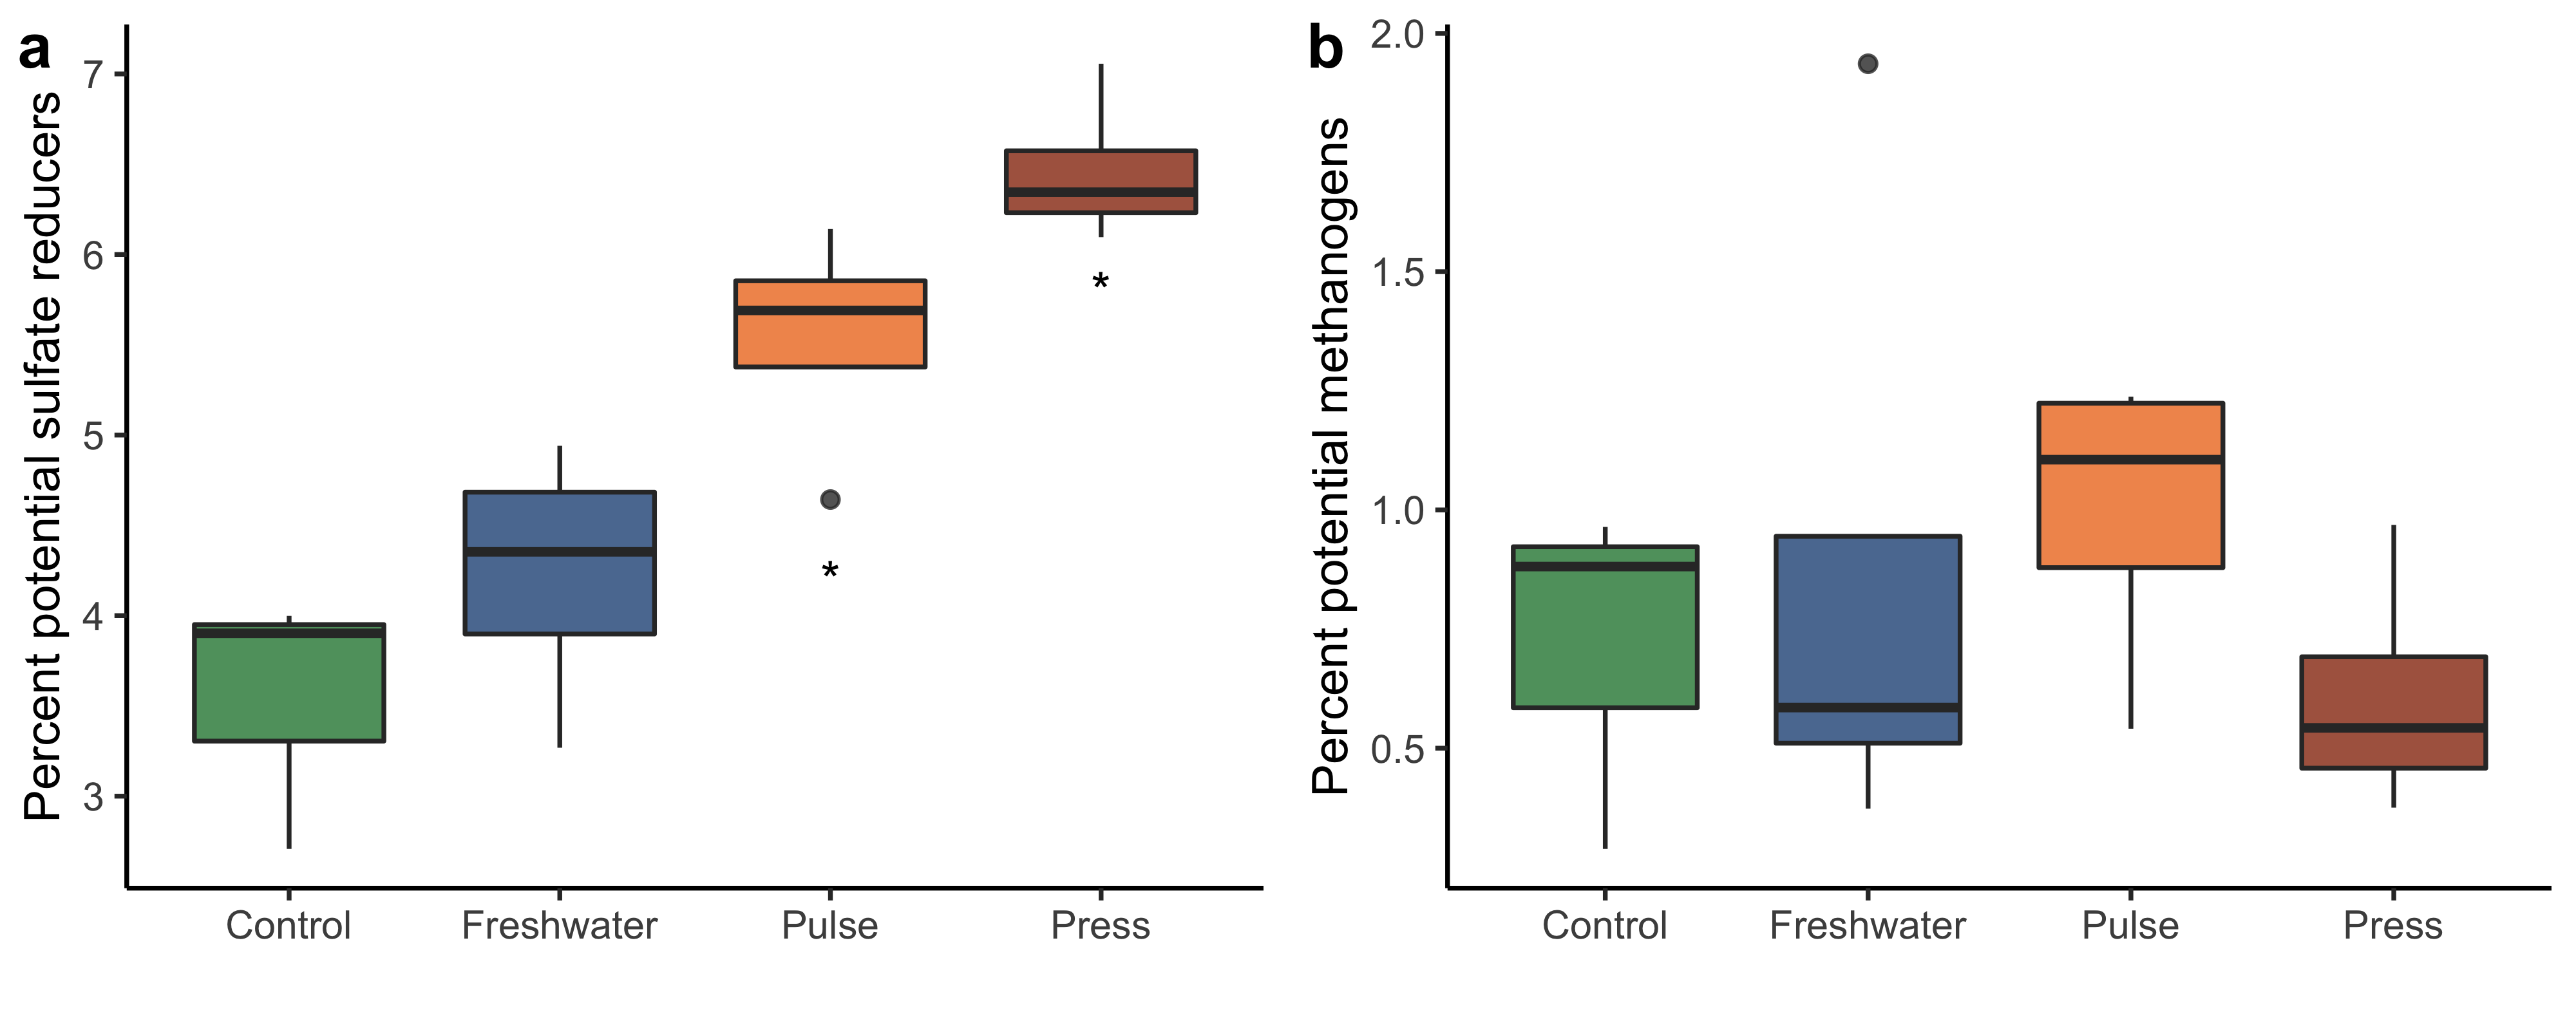 a
Percent potential sulfate reducers
7
6
5
4
3
*
*
Control Freshwater Pulse Press
b
Percent potential methanogens
2.0
1.5
1.0
0.5
Control Freshwater Pulse Press